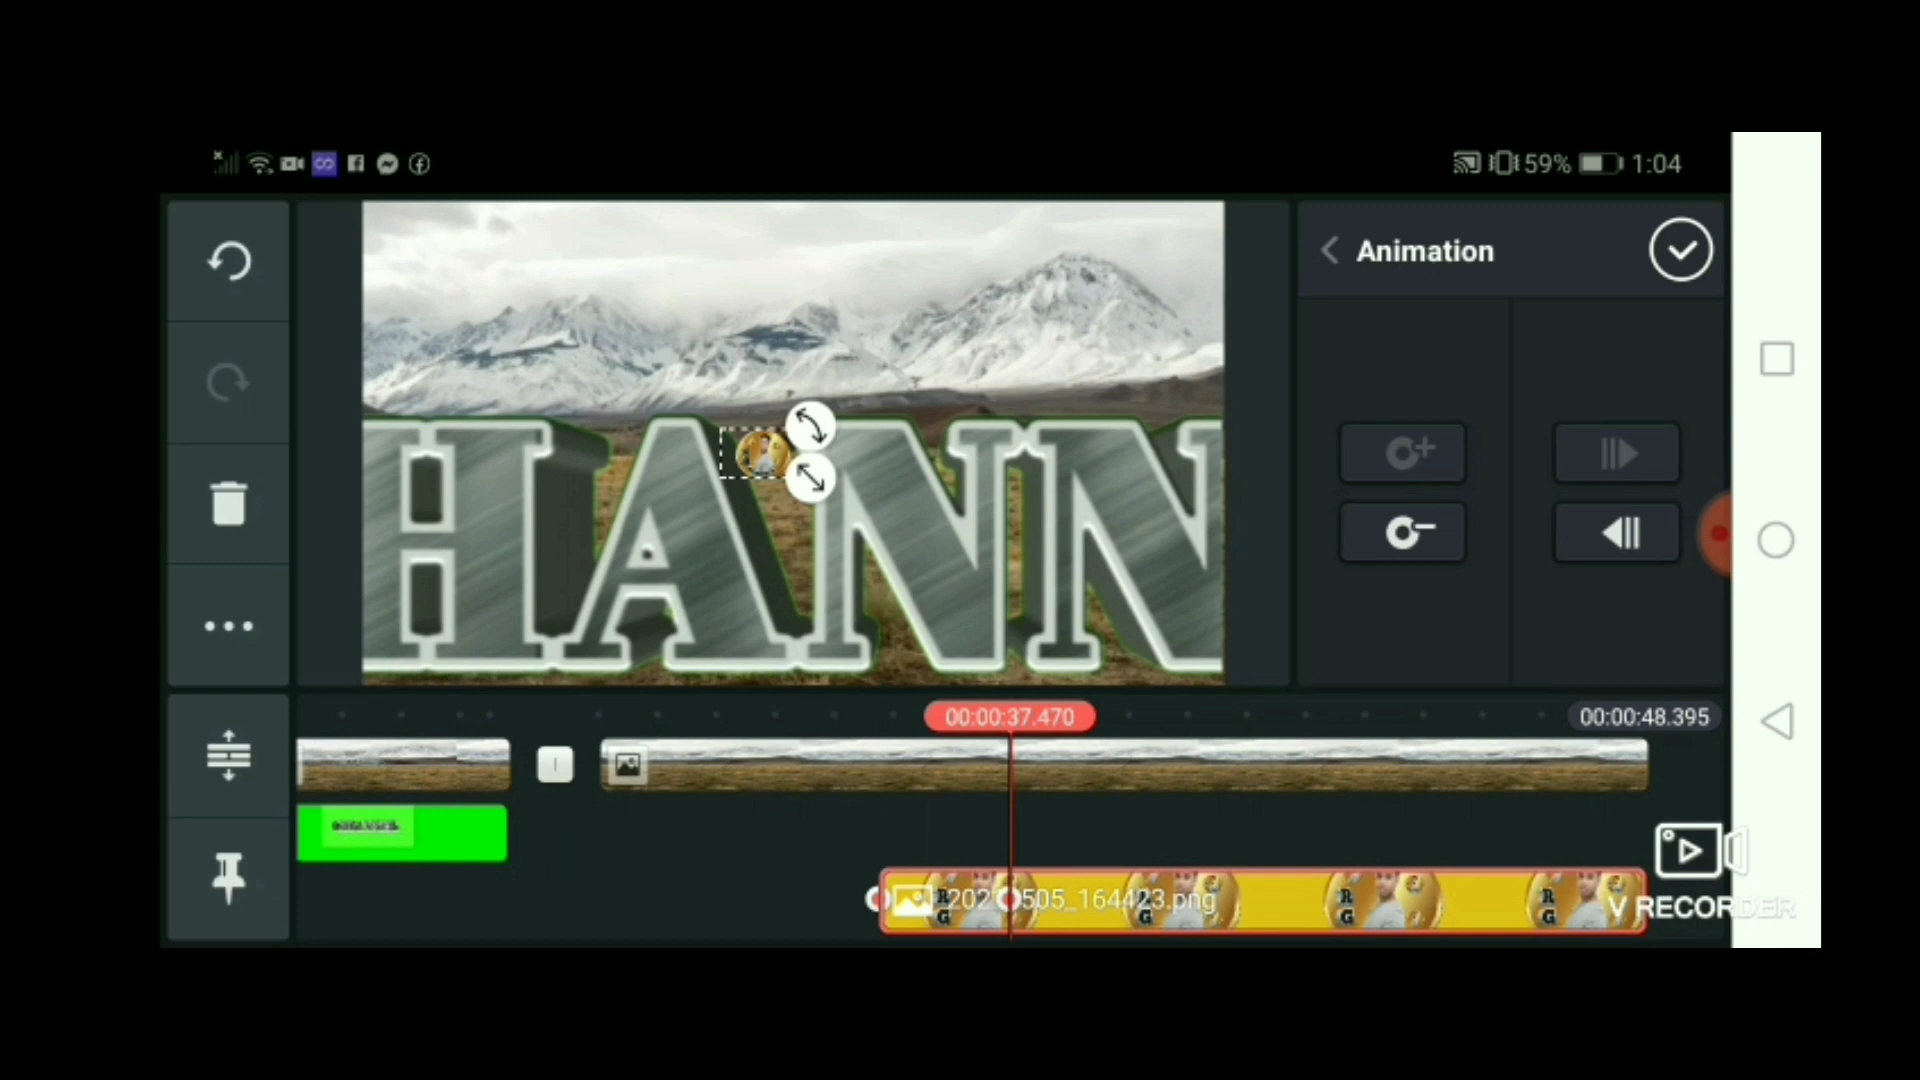 59% 1:04
Animation
HANN
00:00:37.470
00:00:48.395
505_164423.png
R G
R G
R G
R G
V RECORDER